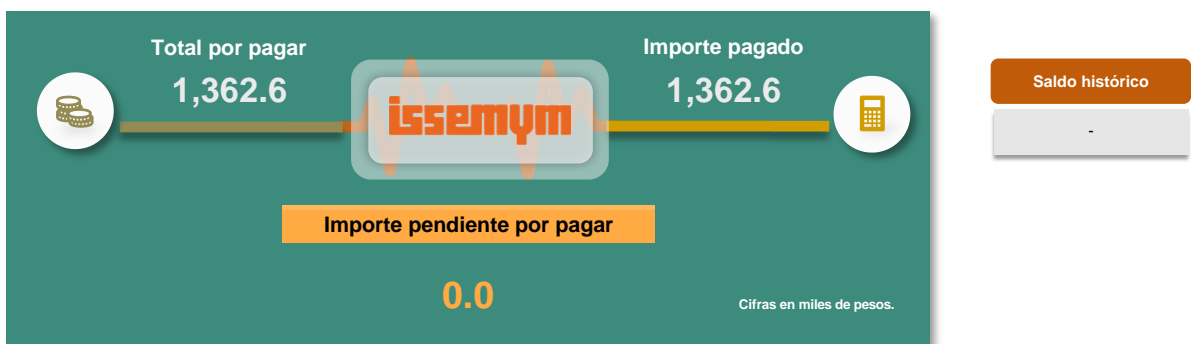 Total por pagar
1,362.6
Importe pagado
1,362.6
issemym
Saldo histórico
-
Importe pendiente por pagar
0.0
Cifras en miles de pesos.